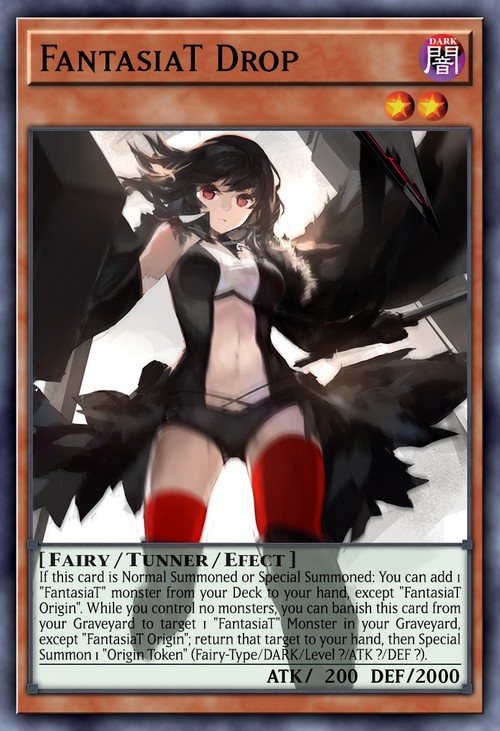 FantasiaT Drop
DARK
闇
[Fairy/Tunner/Efect]
If this card is Normal Summoned or Special Summoned: You can add 1
"FantasiaT" monster from your Deck to your hand, except "FantasiaT
Origin". While you control no monsters, you can banish this card from
your Graveyard to target 1 "FantasiaT" Monster in your Graveyard,
except "FantasiaT Origin"; return that target to your hand, then Special
Summon 1 "Origin Token" (Fairy-Type/DARK/Level ?/ATK ?/DEF ?).
ATK/ 200 DEF/2000